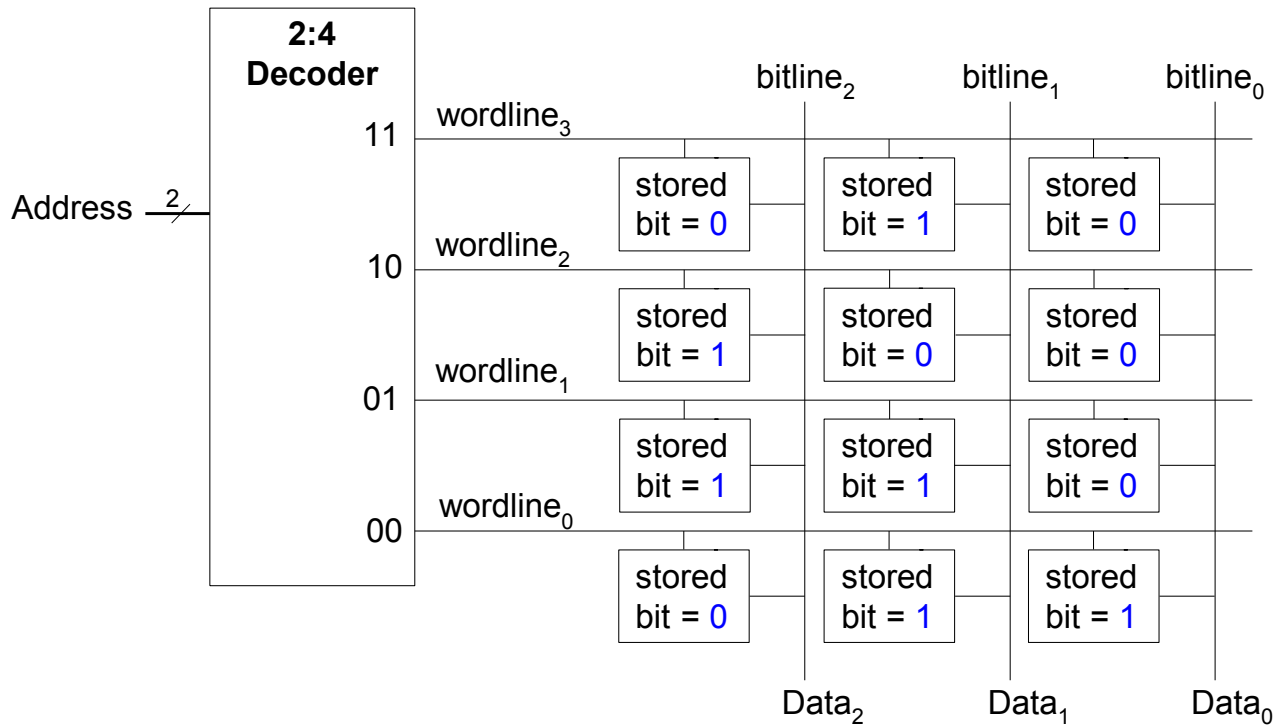 2:4
Decoder
bitline₂ bitline₁ bitline₀
wordline₃
11
stored stored stored
bit = 0 bit = 1 bit = 0
Address 2
wordline₂
10
stored stored stored
bit = 1 bit = 0 bit = 0
wordline₁
01
stored stored stored
bit = 1 bit = 1 bit = 0
wordline₀
00
stored stored stored
bit = 0 bit = 1 bit = 1
Data₂ Data₁ Data₀